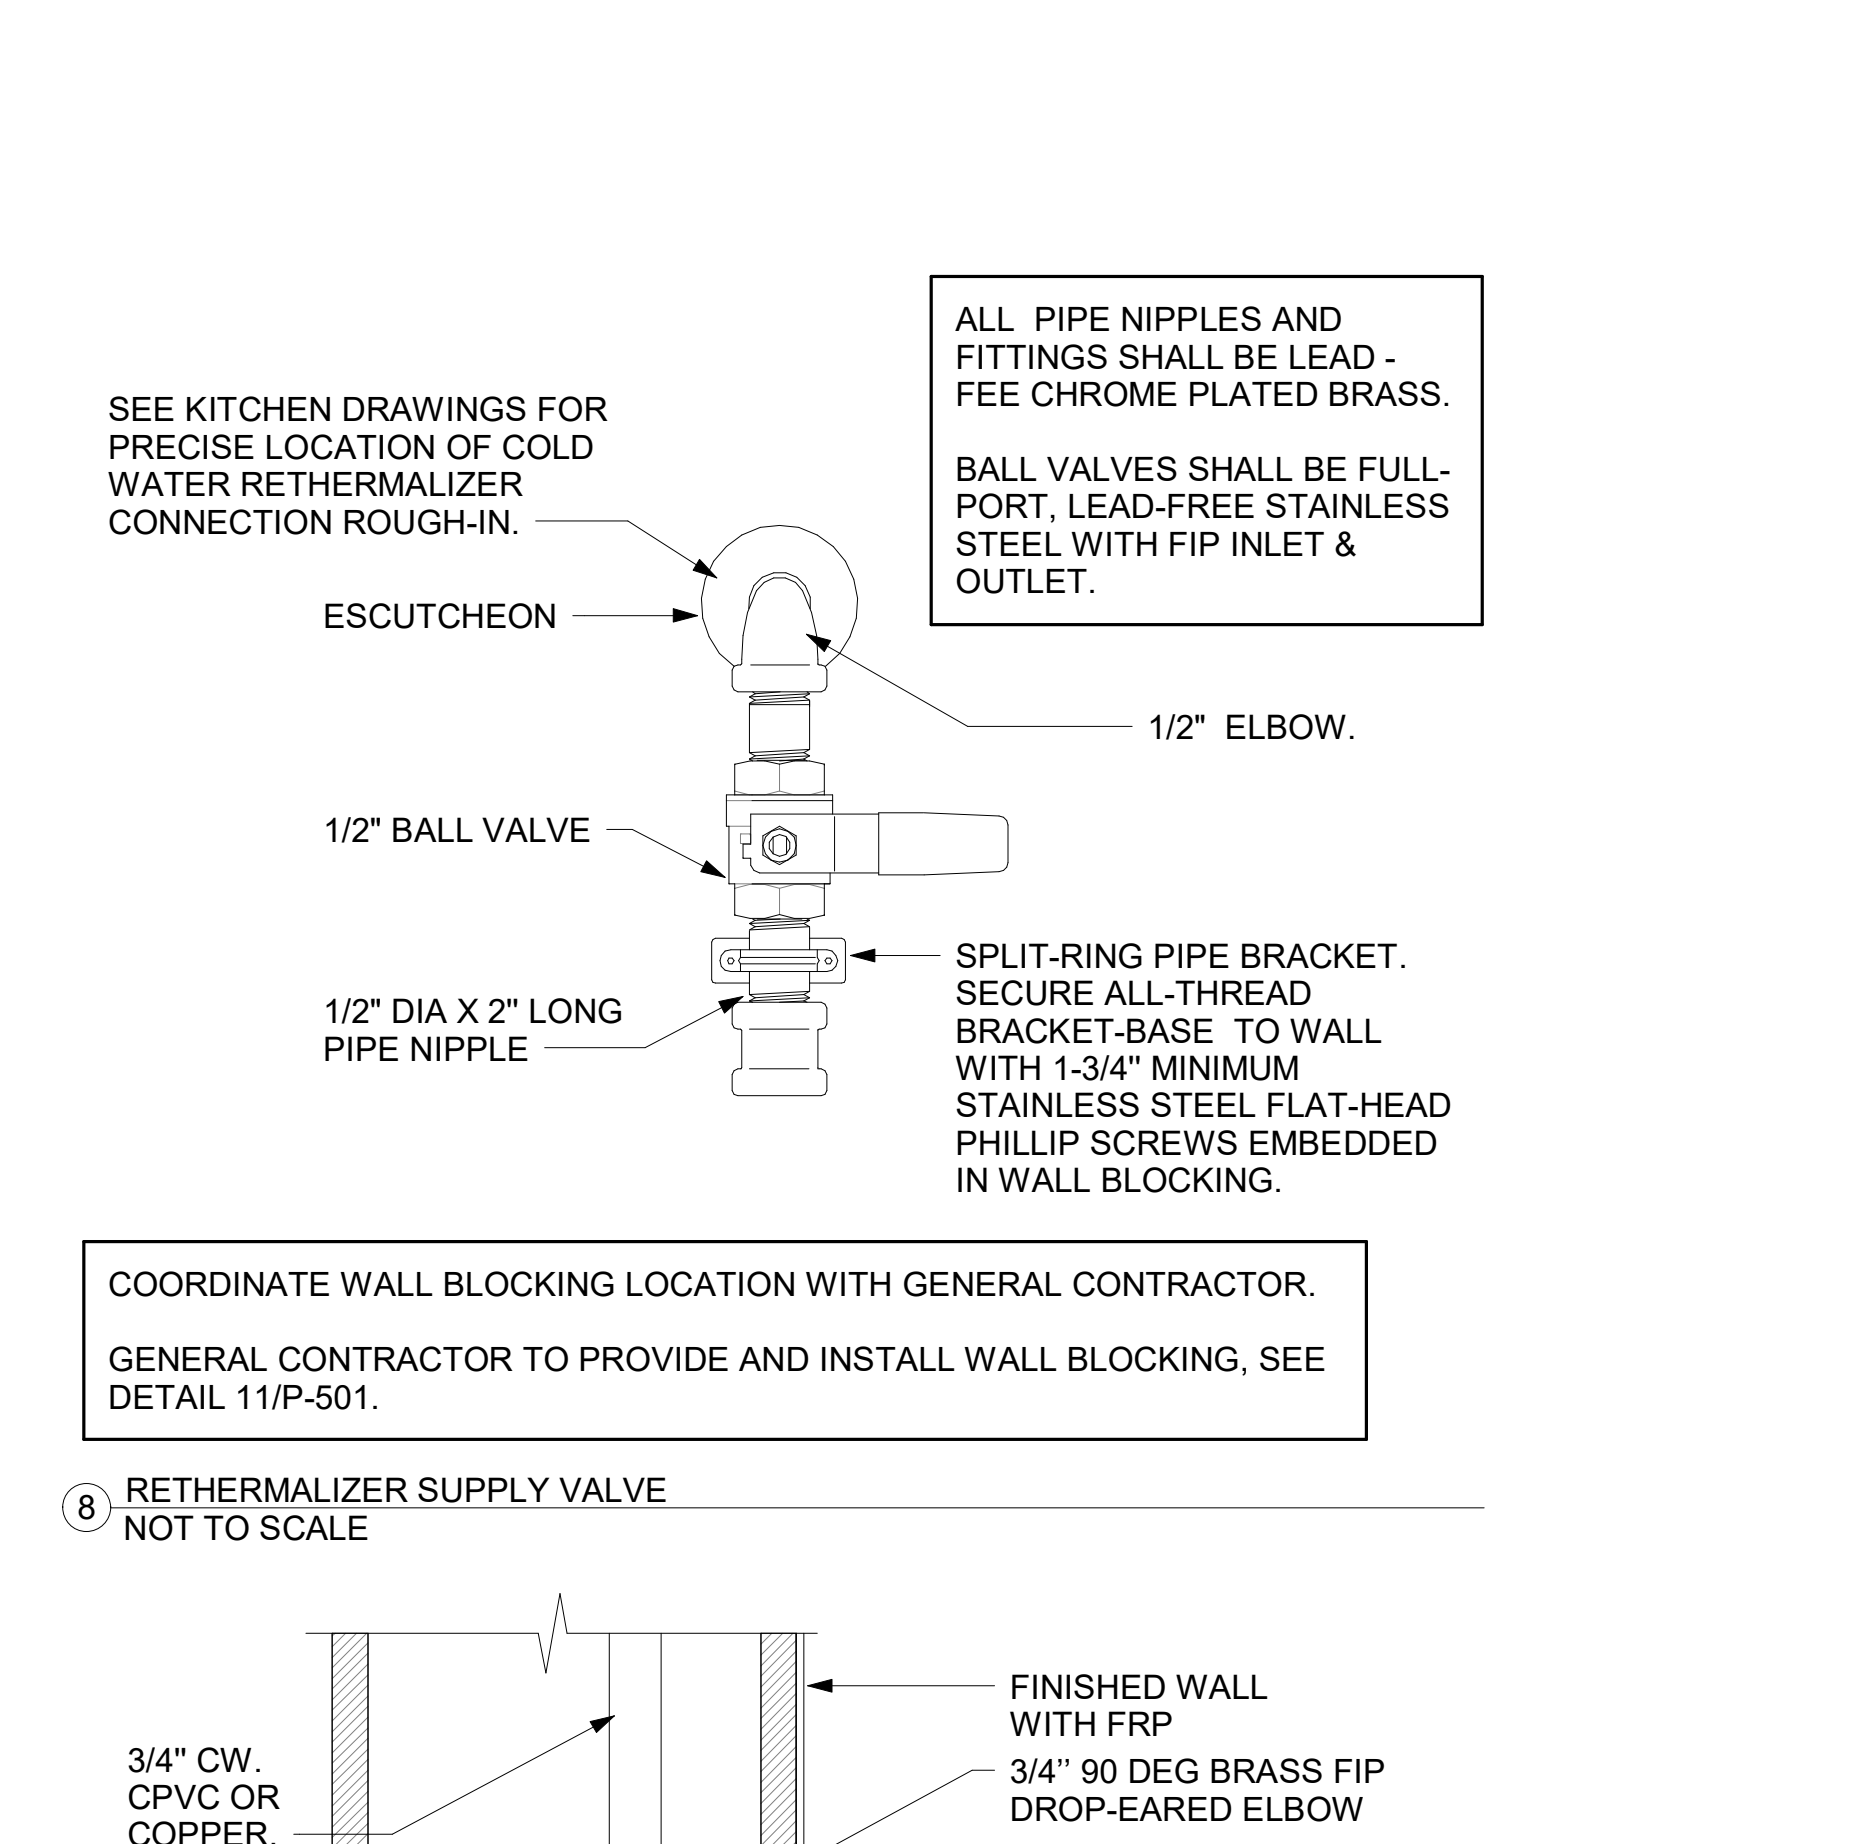 ALL PIPE NIPPLES AND
FITTINGS SHALL BE LEAD -
FEE CHROME PLATED BRASS.
BALL VALVES SHALL BE FULL-
PORT, LEAD-FREE STAINLESS
STEEL WITH FIP INLET &
OUTLET.
SEE KITCHEN DRAWINGS FOR
PRECISE LOCATION OF COLD
WATER RETHERMALIZER
CONNECTION ROUGH-IN.
ESCUTCHEON
1/2" ELBOW.
1/2" BALL VALVE
SPLIT-RING PIPE BRACKET.
SECURE ALL-THREAD
BRACKET-BASE TO WALL
WITH 1-3/4" MINIMUM
STAINLESS STEEL FLAT-HEAD
PHILLIP SCREWS EMBEDDED
IN WALL BLOCKING.
1/2" DIA X 2" LONG
PIPE NIPPLE
COORDINATE WALL BLOCKING LOCATION WITH GENERAL CONTRACTOR.
GENERAL CONTRACTOR TO PROVIDE AND INSTALL WALL BLOCKING, SEE
DETAIL 11/P-501.
8
RETHERMALIZER SUPPLY VALVE
NOT TO SCALE
FINISHED WALL
WITH FRP
3/4" CW.
CPVC OR
COPPER.
3/4’’ 90 DEG BRASS FIP
DROP-EARED ELBOW